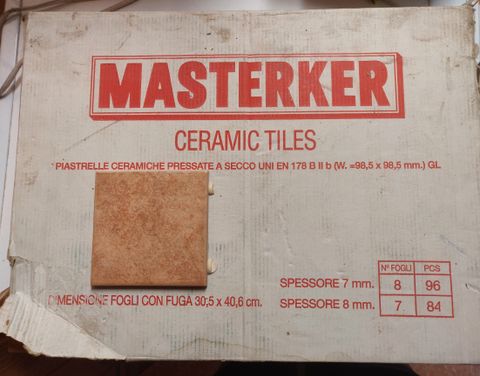 MASTERKER
CERAMIC TILES
PIASTRELLE CERAMICHE PRESSATE A SECCO UNI EN 178 B II b (W. =98,5 x 98,5 mm.) GL
Nº FOGLI PCS
SPESSORE 7 mm. 8 96
DIMENSIONE FOGLI CON FUGA 30,5 x 40,6 cm.
SPESSORE 8 mm. 7 84